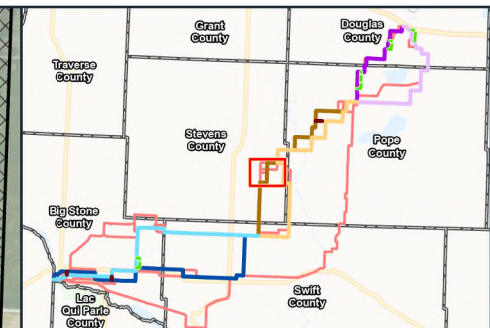 Grant
County
Douglas
County
Traverse
County
Stevens
County
Pope
County
Big Stone
County
Swift
County
Lac
Qui Parle
County